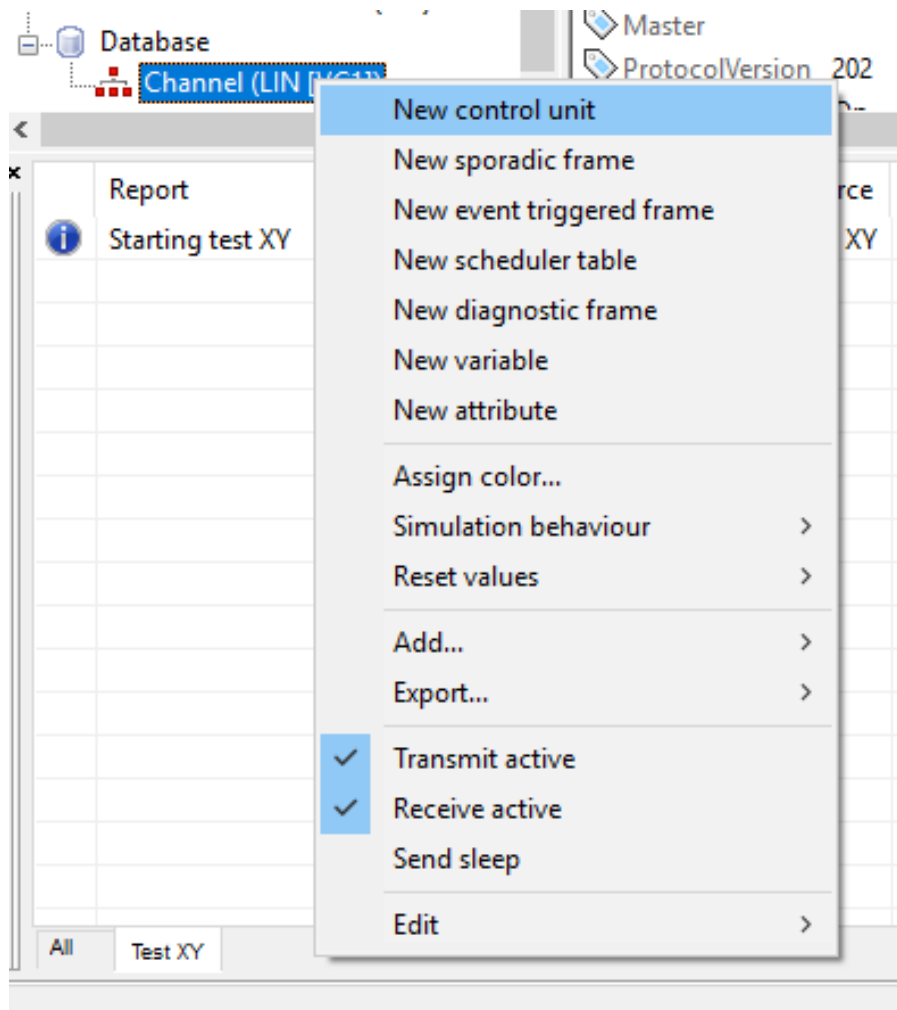 Master
Database
ProtocolVersion 202
Channel (LIN
New control unit
New sporadic frame
Report
New event triggered frame
Starting test XY
XY
New scheduler table
New diagnostic frame
New variable
New attribute
Assign color...
Simulation behaviour
Reset values
Add...
Export...
Transmit active
Receive active
Send sleep
Edit
All
Test XY